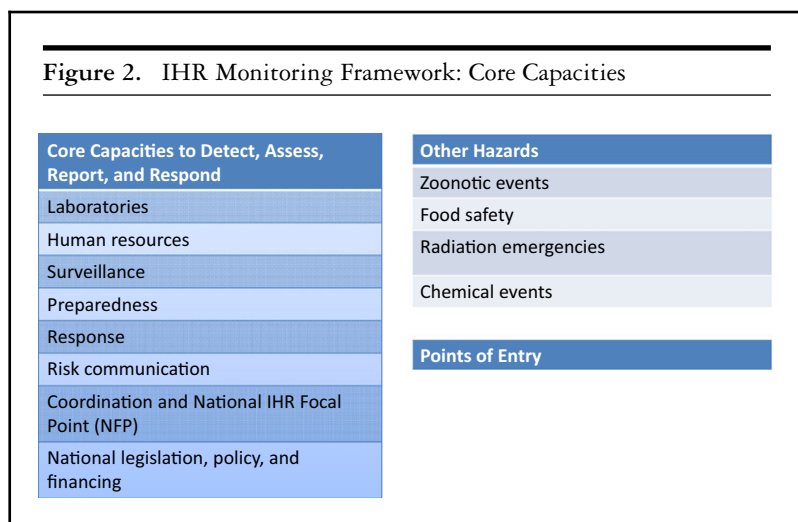 Figure 2. IHR Monitoring Framework: Core Capacities
Core Capacities to Detect, Assess,
Report, and Respond
Laboratories
Human resources
Surveillance
Preparedness
Response
Risk communication
Coordination and National IHR Focal
Point (NFP)
National legislation, policy, and
financing
Other Hazards
Zoonotic events
Food safety
Radiation emergencies
Chemical events
Points of Entry